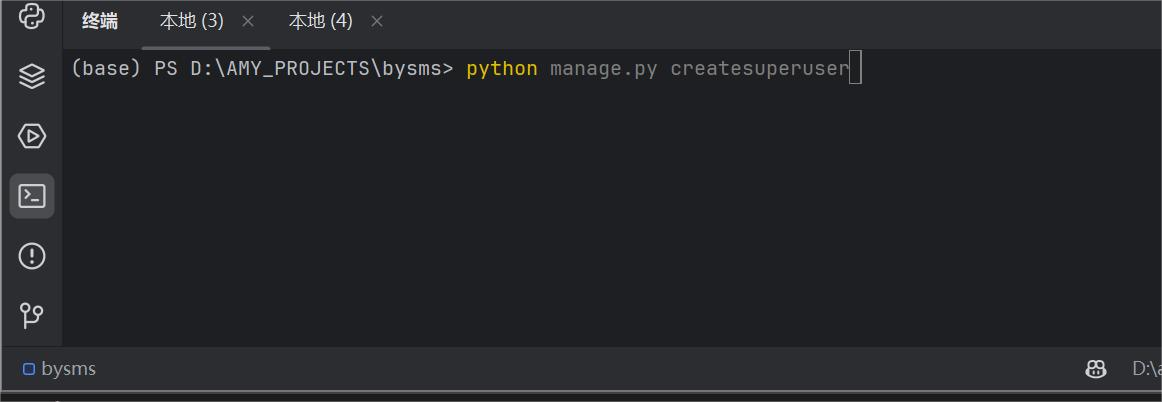 终端 本地 (3) × 本地 (4) ×
(base) PS D:\AMY_PROJECTS\bysms> python manage.py createsuperuser
bysms D:\a